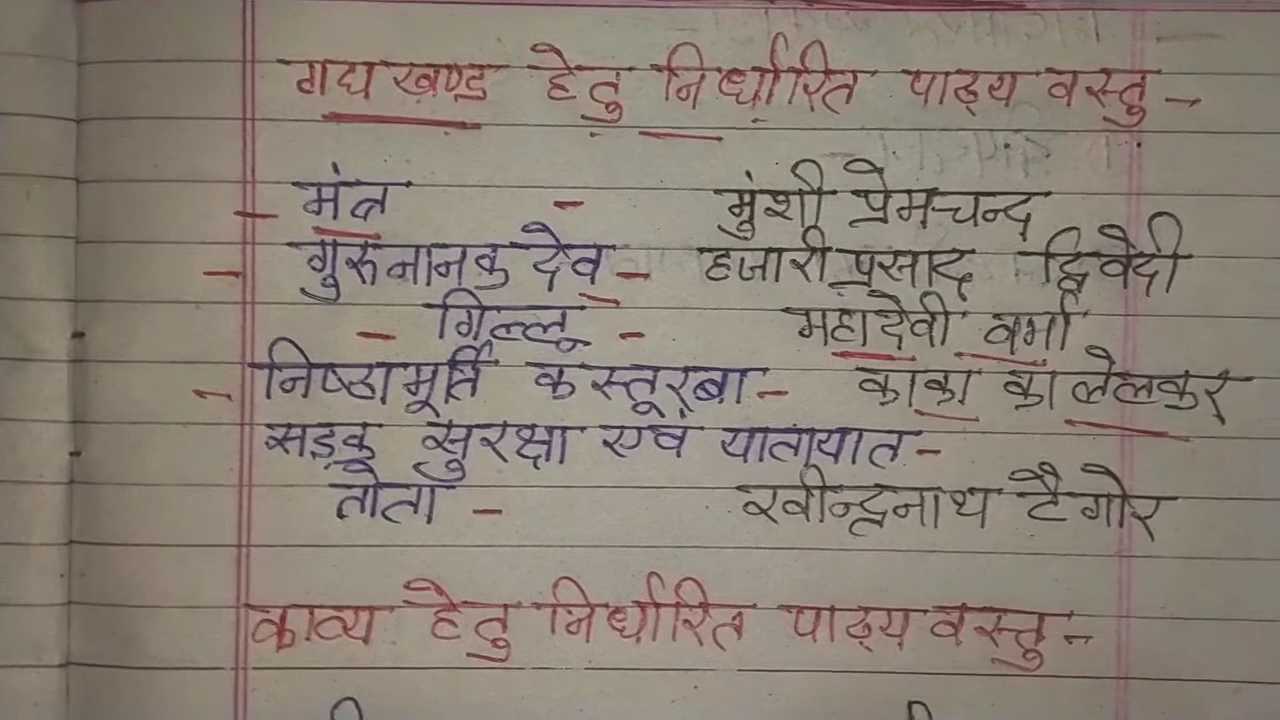 गद्य खण्ड हेतु निर्धारित पाठ्य वस्तु -
- मंत्र - मुंशी प्रेमचन्द
- गुरुनानक देव - हजारी प्रसाद द्विवेदी
- गिल्लू - महादेवी वर्मा
- निष्ठामूर्ति कस्तूरबा - काका कालेलकर
सड़क सुरक्षा एवं यातायात -
तोता - रवीन्द्रनाथ टैगोर
काव्य हेतु निर्धारित पाठ्य वस्तु -